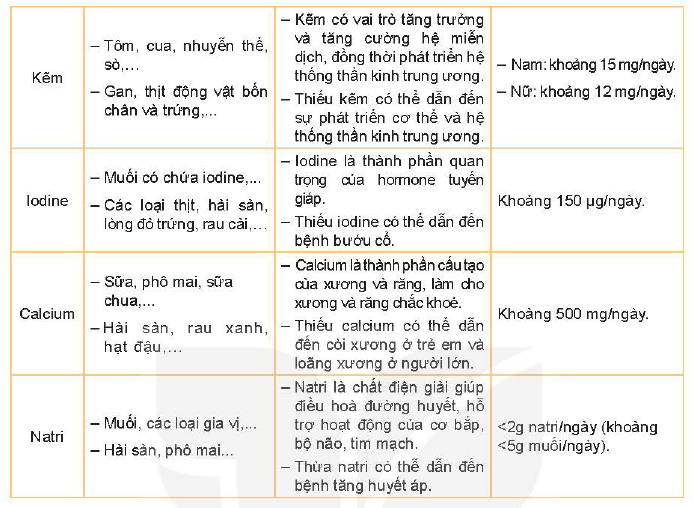 Kẽm
– Tôm, cua, nhuyễn thể,
sò,...
– Gan, thịt động vật bốn
chân và trứng,...
– Kẽm có vai trò tăng trưởng
và tăng cường hệ miễn
dịch, đồng thời phát triển hệ
thống thần kinh trung ương.
– Thiếu kẽm có thể dẫn đến
sự phát triển cơ thể và hệ
thống thần kinh trung ương.
– Nam: khoảng 15 mg/ngày.
– Nữ: khoảng 12 mg/ngày.
Iodine
– Muối có chứa iodine,...
– Các loại thịt, hải sản,
lòng đỏ trứng, rau cải,...
– Iodine là thành phần quan
trọng của hormone tuyến
giáp.
– Thiếu iodine có thể dẫn đến
bệnh bướu cổ.
Khoảng 150 µg/ngày.
Calcium
– Sữa, phô mai, sữa
chua,...
– Hải sản, rau xanh,
hạt đậu,...
– Calcium là thành phần cấu tạo
của xương và răng, làm cho
xương và răng chắc khoẻ.
– Thiếu calcium có thể dẫn
đến còi xương ở trẻ em và
loãng xương ở người lớn.
Khoảng 500 mg/ngày.
Natri
– Muối, các loại gia vị,...
– Hải sản, phô mai...
– Natri là chất điện giải giúp
điều hoà đường huyết, hỗ
trợ hoạt động của cơ bắp,
bộ não, tim mạch.
– Thừa natri có thể dẫn đến
bệnh tăng huyết áp.
<2g natri/ngày (khoảng
<5g muối/ngày).